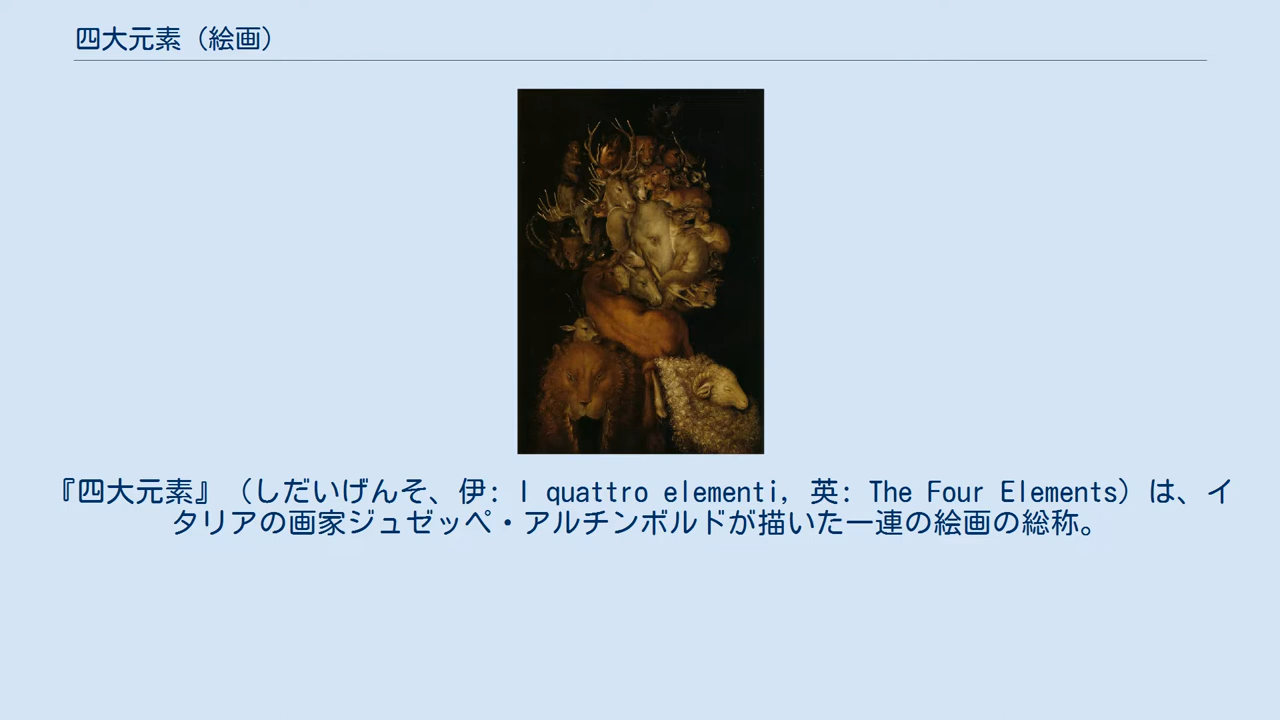 四大元素（絵画）
『四大元素』（しだいげんそ、伊: I quattro elementi, 英: The Four Elements）は、イ
タリアの画家ジュゼッペ・アルチンボルドが描いた一連の絵画の総称。